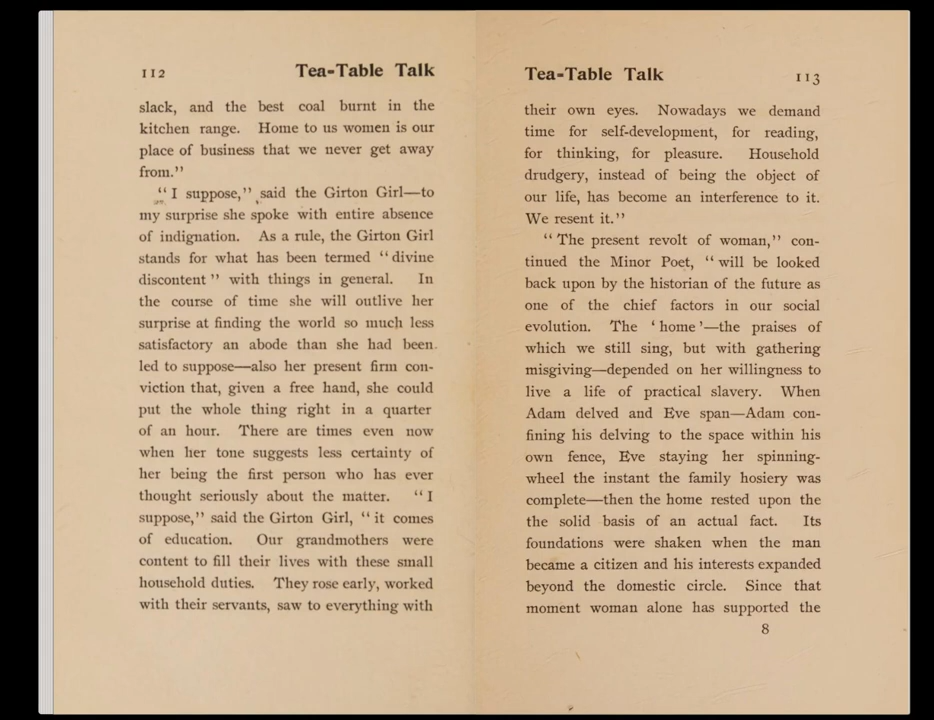 112 Tea-Table Talk
slack, and the best coal burnt in the
kitchen range. Home to us women is our
place of business that we never get away
from.”
“I suppose,” said the Girton Girl—to
my surprise she spoke with entire absence
of indignation. As a rule, the Girton Girl
stands for what has been termed “divine
discontent” with things in general. In
the course of time she will outlive her
surprise at finding the world so much less
satisfactory an abode than she had been
led to suppose—also her present firm con-
viction that, given a free hand, she could
put the whole thing right in a quarter
of an hour. There are times even now
when her tone suggests less certainty of
her being the first person who has ever
thought seriously about the matter. “I
suppose,” said the Girton Girl, “it comes
of education. Our grandmothers were
content to fill their lives with these small
household duties. They rose early, worked
with their servants, saw to everything with
Tea-Table Talk 113
their own eyes. Nowadays we demand
time for self-development, for reading,
for thinking, for pleasure. Household
drudgery, instead of being the object of
our life, has become an interference to it.
We resent it.”
“The present revolt of woman,” con-
tinued the Minor Poet, “will be looked
back upon by the historian of the future as
one of the chief factors in our social
evolution. The ‘home’—the praises of
which we still sing, but with gathering
misgiving—depended on her willingness to
live a life of practical slavery. When
Adam delved and Eve span—Adam con-
fining his delving to the space within his
own fence, Eve staying her spinning-
wheel the instant the family hosiery was
complete—then the home rested upon the
the solid basis of an actual fact. Its
foundations were shaken when the man
became a citizen and his interests expanded
beyond the domestic circle. Since that
moment woman alone has supported the
8